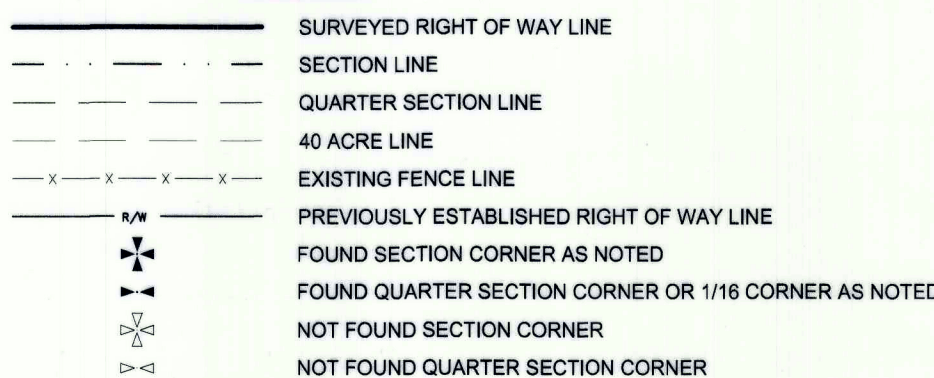 SURVEYED RIGHT OF WAY LINE
SECTION LINE
QUARTER SECTION LINE
40 ACRE LINE
X X X X EXISTING FENCE LINE
R/W PREVIOUSLY ESTABLISHED RIGHT OF WAY LINE
FOUND SECTION CORNER AS NOTED
FOUND QUARTER SECTION CORNER OR 1/16 CORNER AS NOTED
NOT FOUND SECTION CORNER
NOT FOUND QUARTER SECTION CORNER